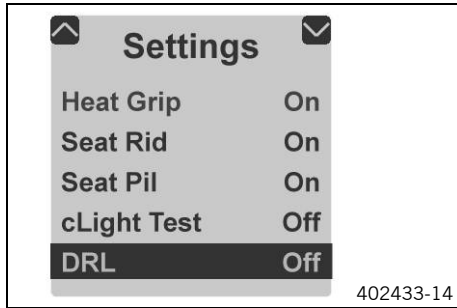 Settings
Heat Grip On
Seat Rid On
Seat Pil On
cLight Test Off
DRL Off
402433-14